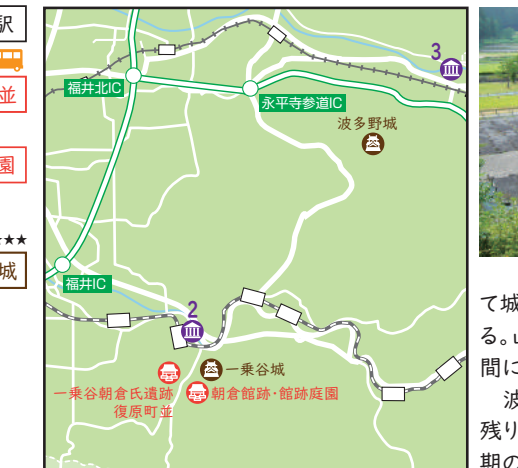 駅
並
園
★★
城
3
福井北IC
永平寺参道IC
波多野城
福井IC
2
一乗谷城
一乗谷朝倉氏遺跡
復原町並
朝倉館跡・館跡庭園
て城
る。
間に
波
残り
期の